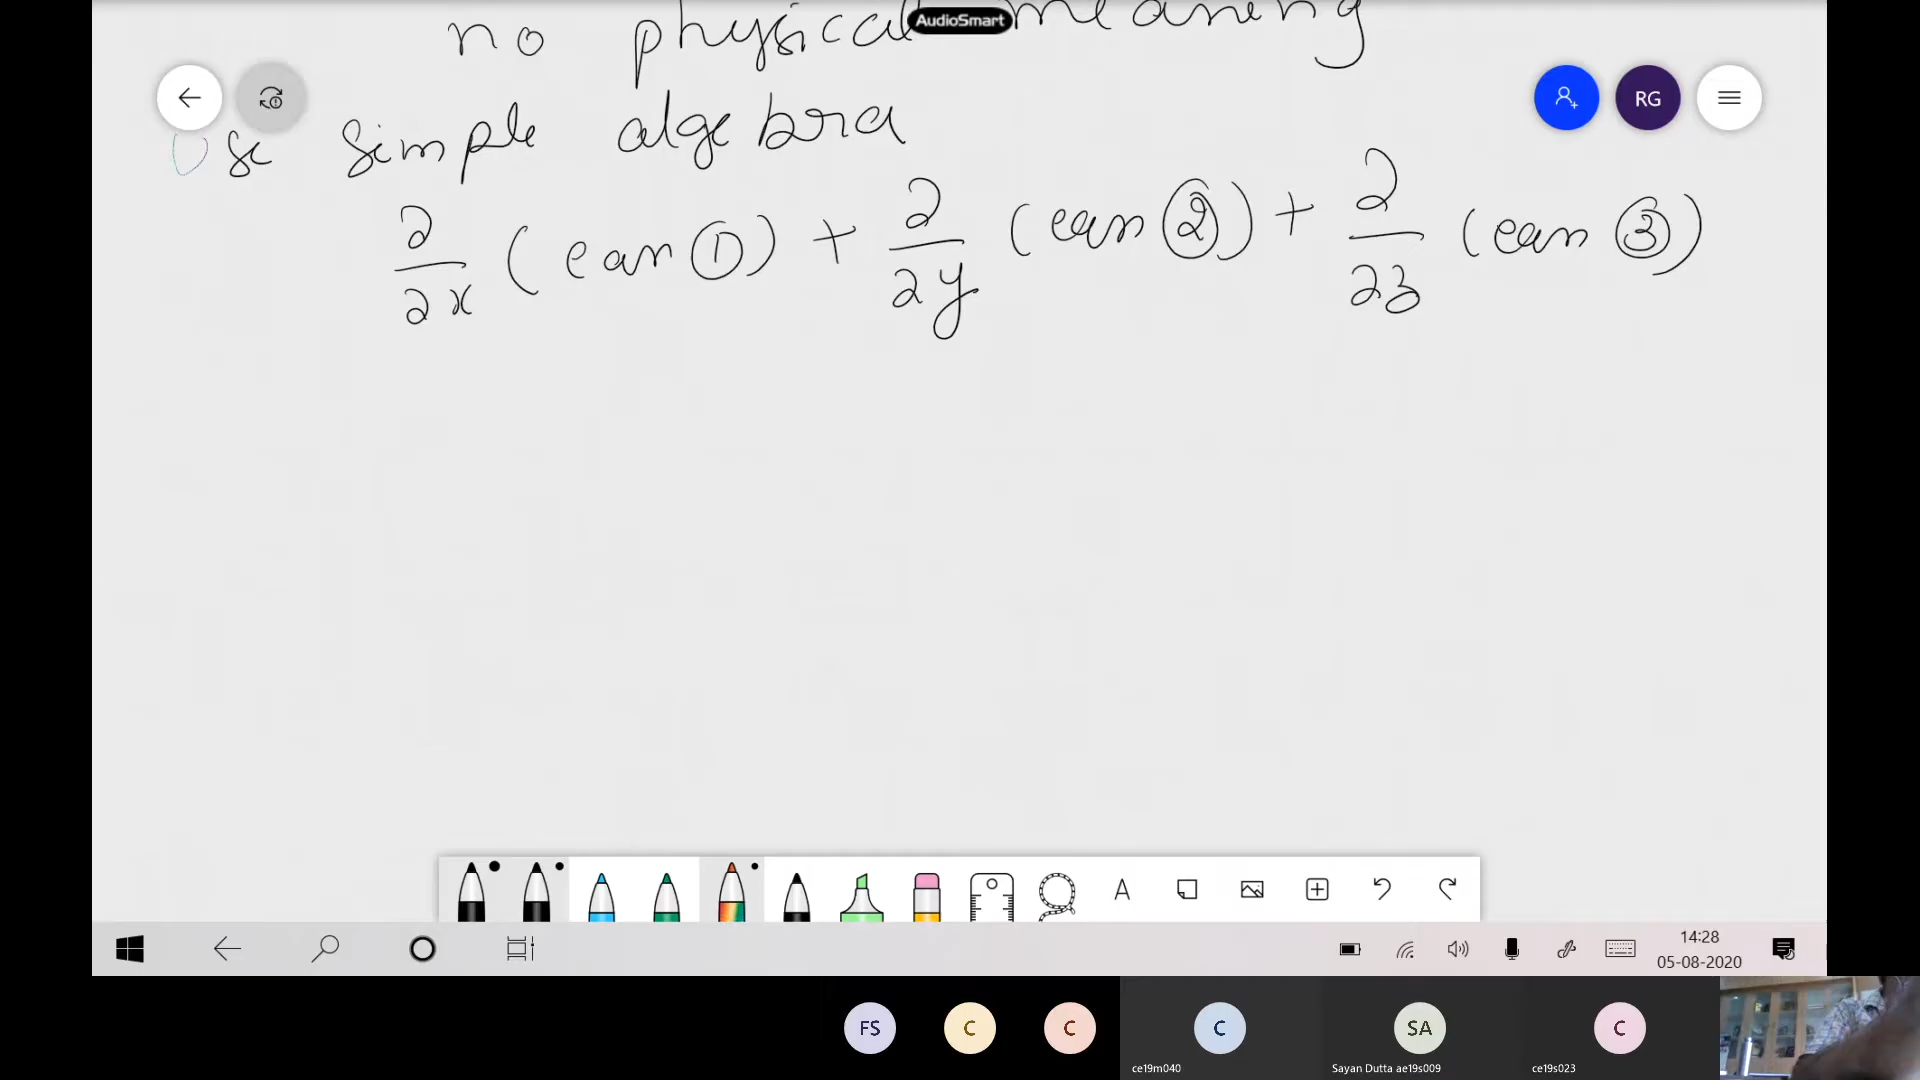 no physical meaning
AudioSmart
RG
Use simple algebra
∂/∂x (eqn ①) + ∂/∂y (eqn ②) + ∂/∂z (eqn ③)
A
14:28
05-08-2020
FS
C
C
C
SA
C
ce19m040
Sayan Dutta ae19s009
ce19s023